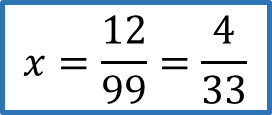 x = 12/99 = 4/33